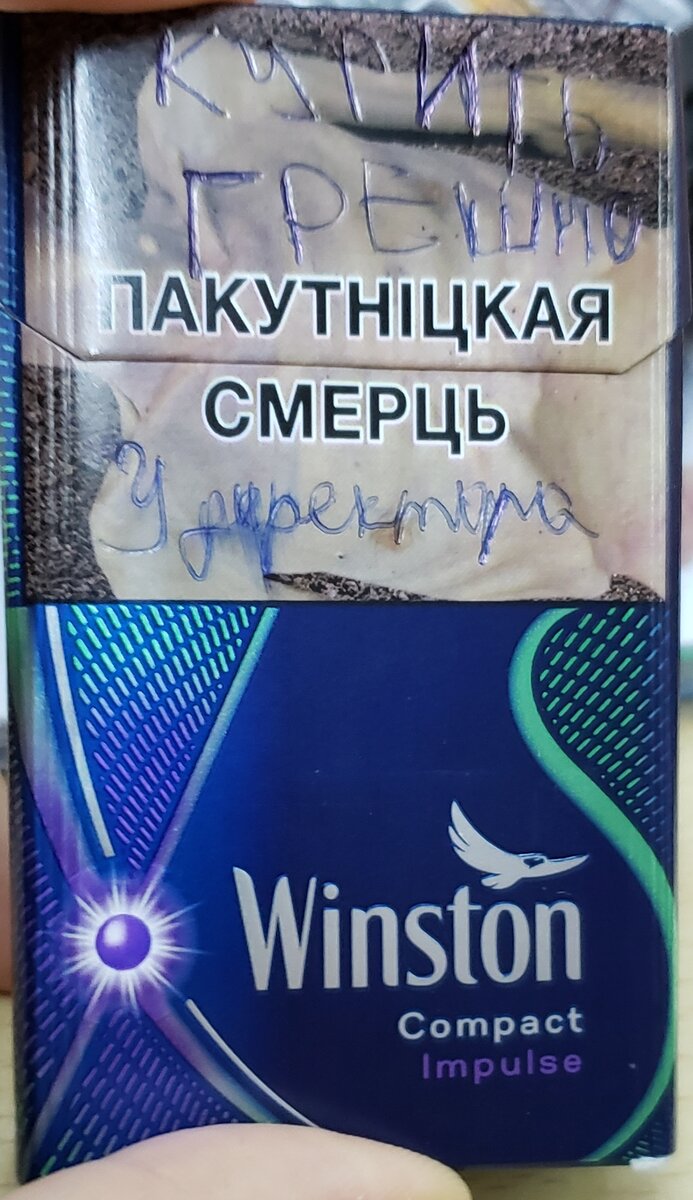 КУРИТЬ
ГРЕШНО
ПАКУТНІЦКАЯ
СМЕРЦЬ
У директора
Winston
Compact
Impulse